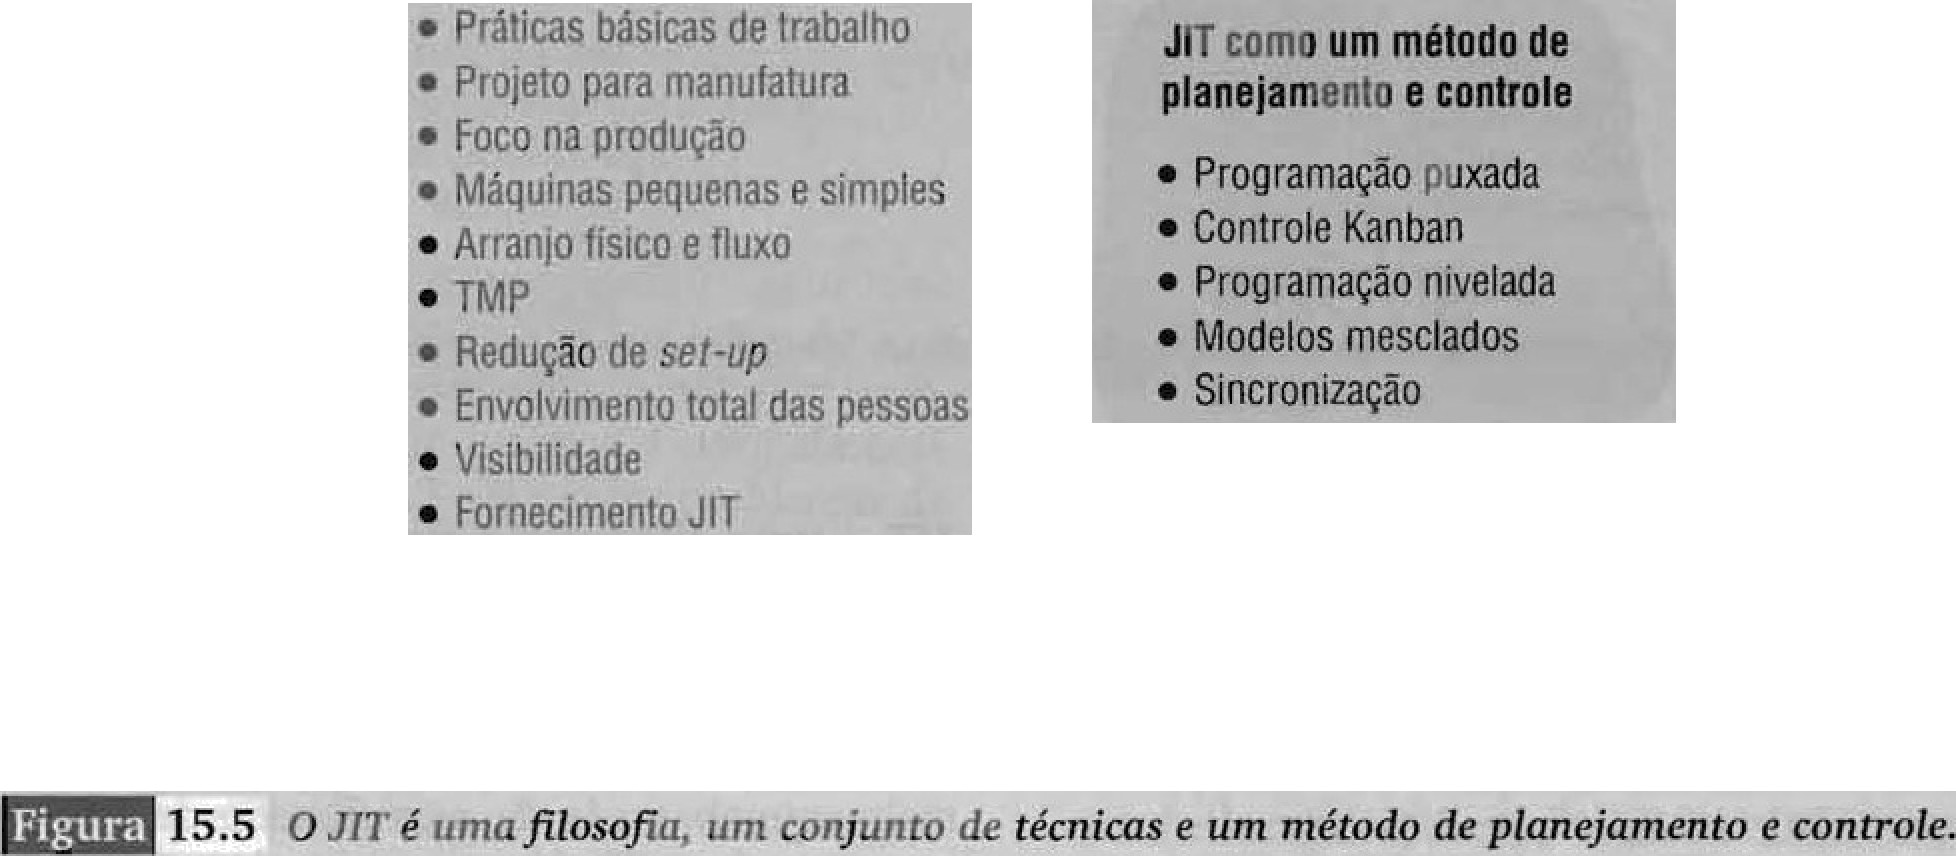 • Práticas básicas de trabalho
• Projeto para manufatura
• Foco na produção
• Máquinas pequenas e simples
• Arranjo físico e fluxo
• TMP
• Redução de set-up
• Envolvimento total das pessoas
• Visibilidade
• Fornecimento JIT
JIT como um método de
planejamento e controle
• Programação puxada
• Controle Kanban
• Programação nivelada
• Modelos mesclados
• Sincronização
Figura 15.5 O JIT é uma filosofia, um conjunto de técnicas e um método de planejamento e controle.